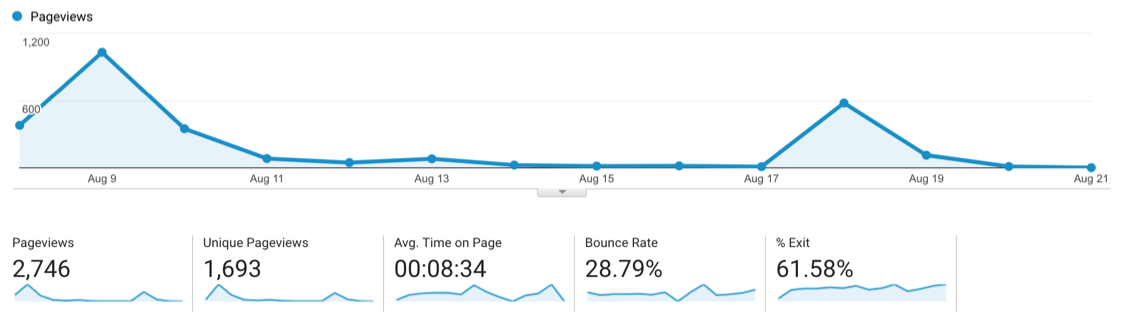 Pageviews
1,200
600
Aug 9 Aug 11 Aug 13 Aug 15 Aug 17 Aug 19 Aug 21
Pageviews Unique Pageviews Avg. Time on Page Bounce Rate % Exit
2,746 1,693 00:08:34 28.79% 61.58%